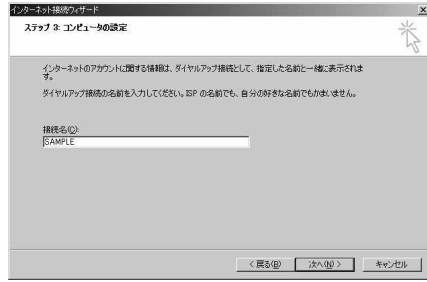 インターネット接続ウィザード
ステップ 3: コンピュータの設定
インターネットのアカウントに関する情報は、ダイヤルアップ接続として、指定した名前と一緒に表示されま
す。
ダイヤルアップ接続の名前を入力してください。ISP の名前でも、自分の好きな名前でもかまいません。
接続名(C):
SAMPLE
< 戻る(B) 次へ(N) > キャンセル